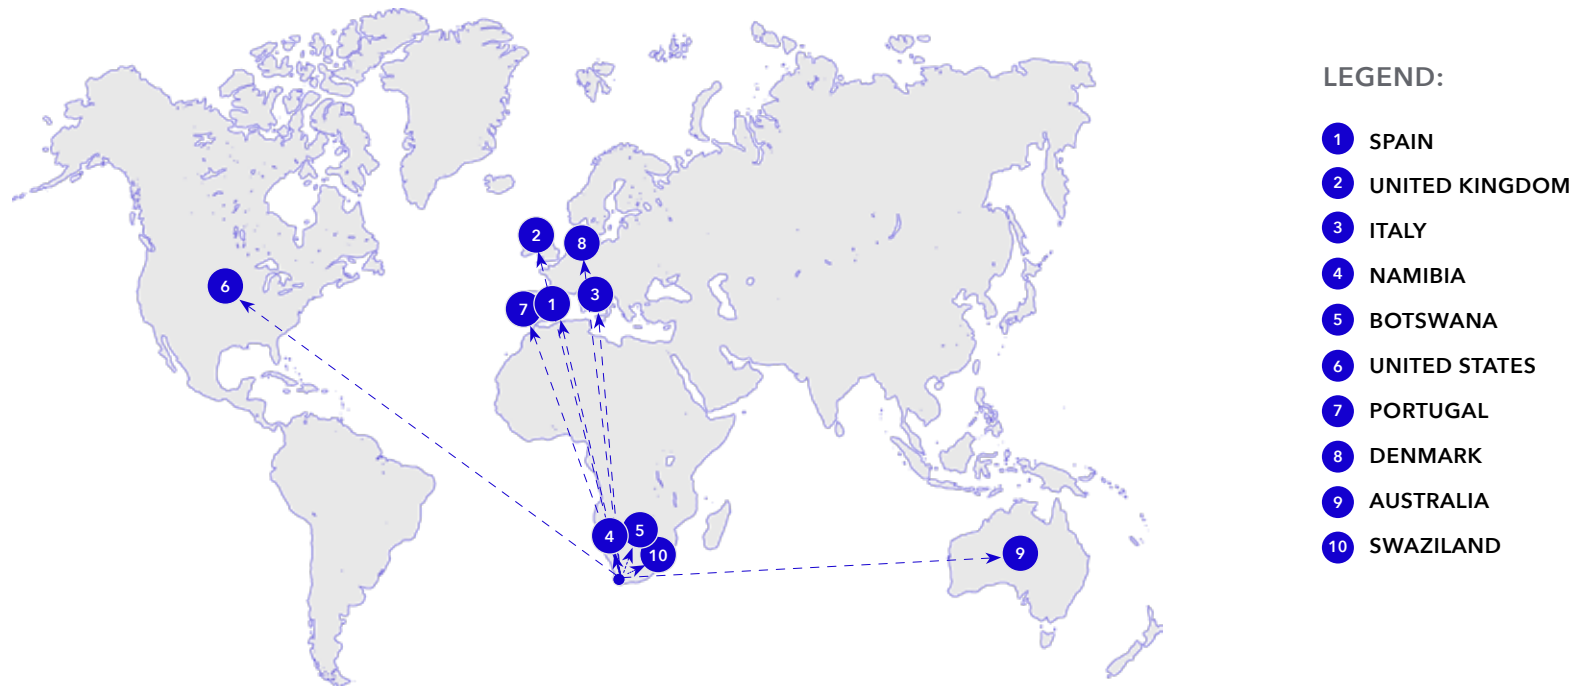 LEGEND:
1 SPAIN
2 UNITED KINGDOM
3 ITALY
4 NAMIBIA
5 BOTSWANA
6 UNITED STATES
7 PORTUGAL
8 DENMARK
9 AUSTRALIA
10 SWAZILAND
2
8
6
3
7
1
5
4
10
9